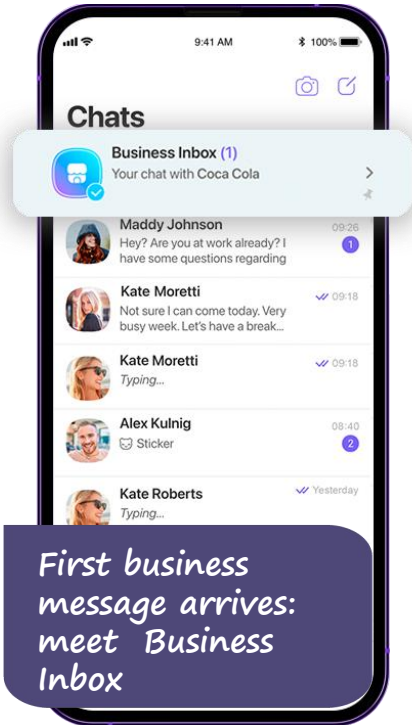 9:41 AM
100%
Chats
Business Inbox (1)
Your chat with Coca Cola
Maddy Johnson
09:26
Hey? Are you at work already? I
have some questions regarding
1
Kate Moretti
09:18
Not sure I can come today. Very
busy week. Let's have a break...
Kate Moretti
09:18
Typing...
Alex Kulnig
08:40
Sticker
2
Kate Roberts
Yesterday
Typing...
First business
message arrives:
meet Business
Inbox